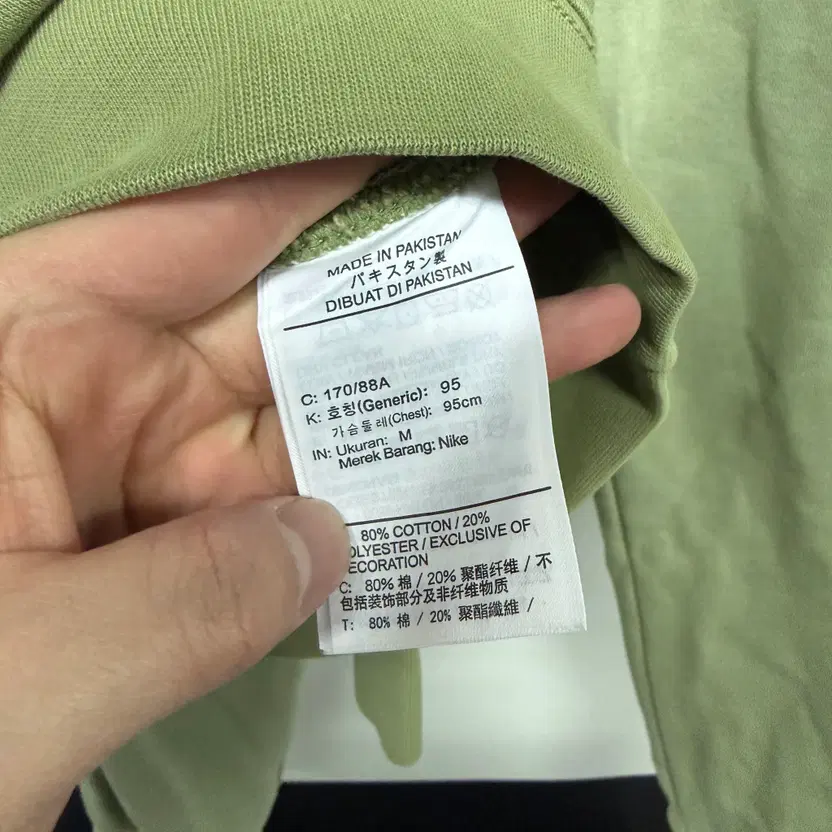 MADE IN PAKISTAN
パキスタン製
DIBUAT DI PAKISTAN
C: 170/88A
K: 호칭(Generic): 95
가슴둘레(Chest): 95cm
IN: Ukuran: M
Merek Barang: Nike
80% COTTON / 20%
OLYESTER / EXCLUSIVE OF
ECORATION
C: 80% 棉 / 20% 聚酯纤维 / 不
包括装饰部分及非纤维物质
T: 80% 棉 / 20% 聚酯纖維 /